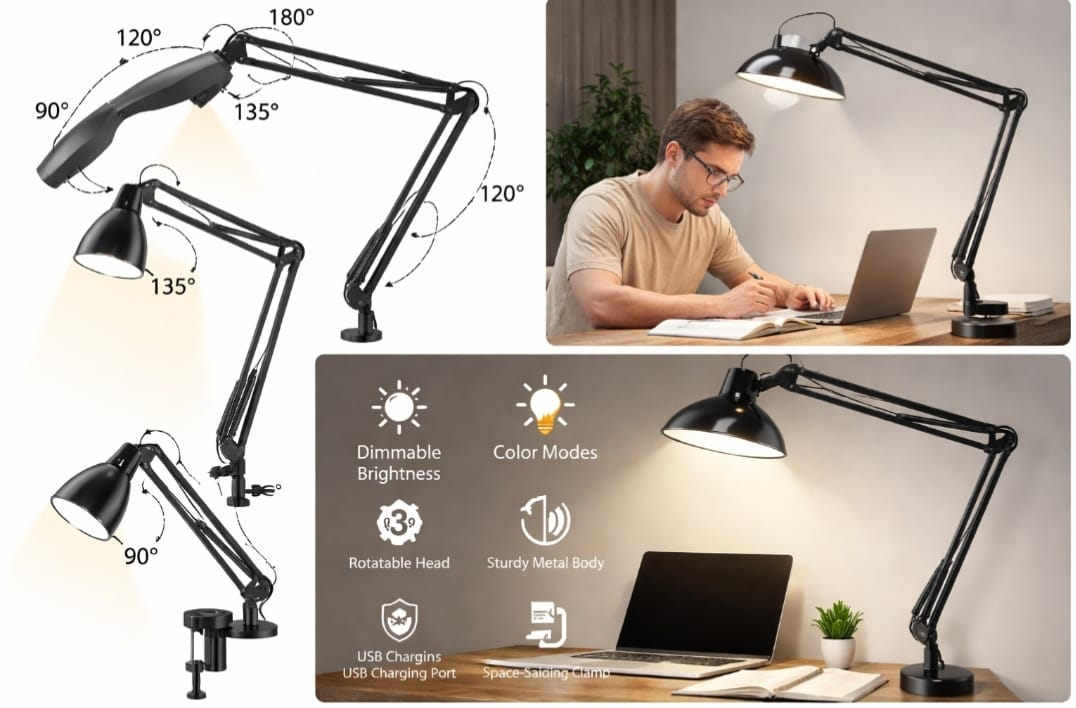 180°
120°
90°
135°
120°
135°
90°
Dimmable
Brightness
Color Modes
3
Rotatable Head
Sturdy Metal Body
USB Chargins
USB Charging Port
Space-Saiding Clamp